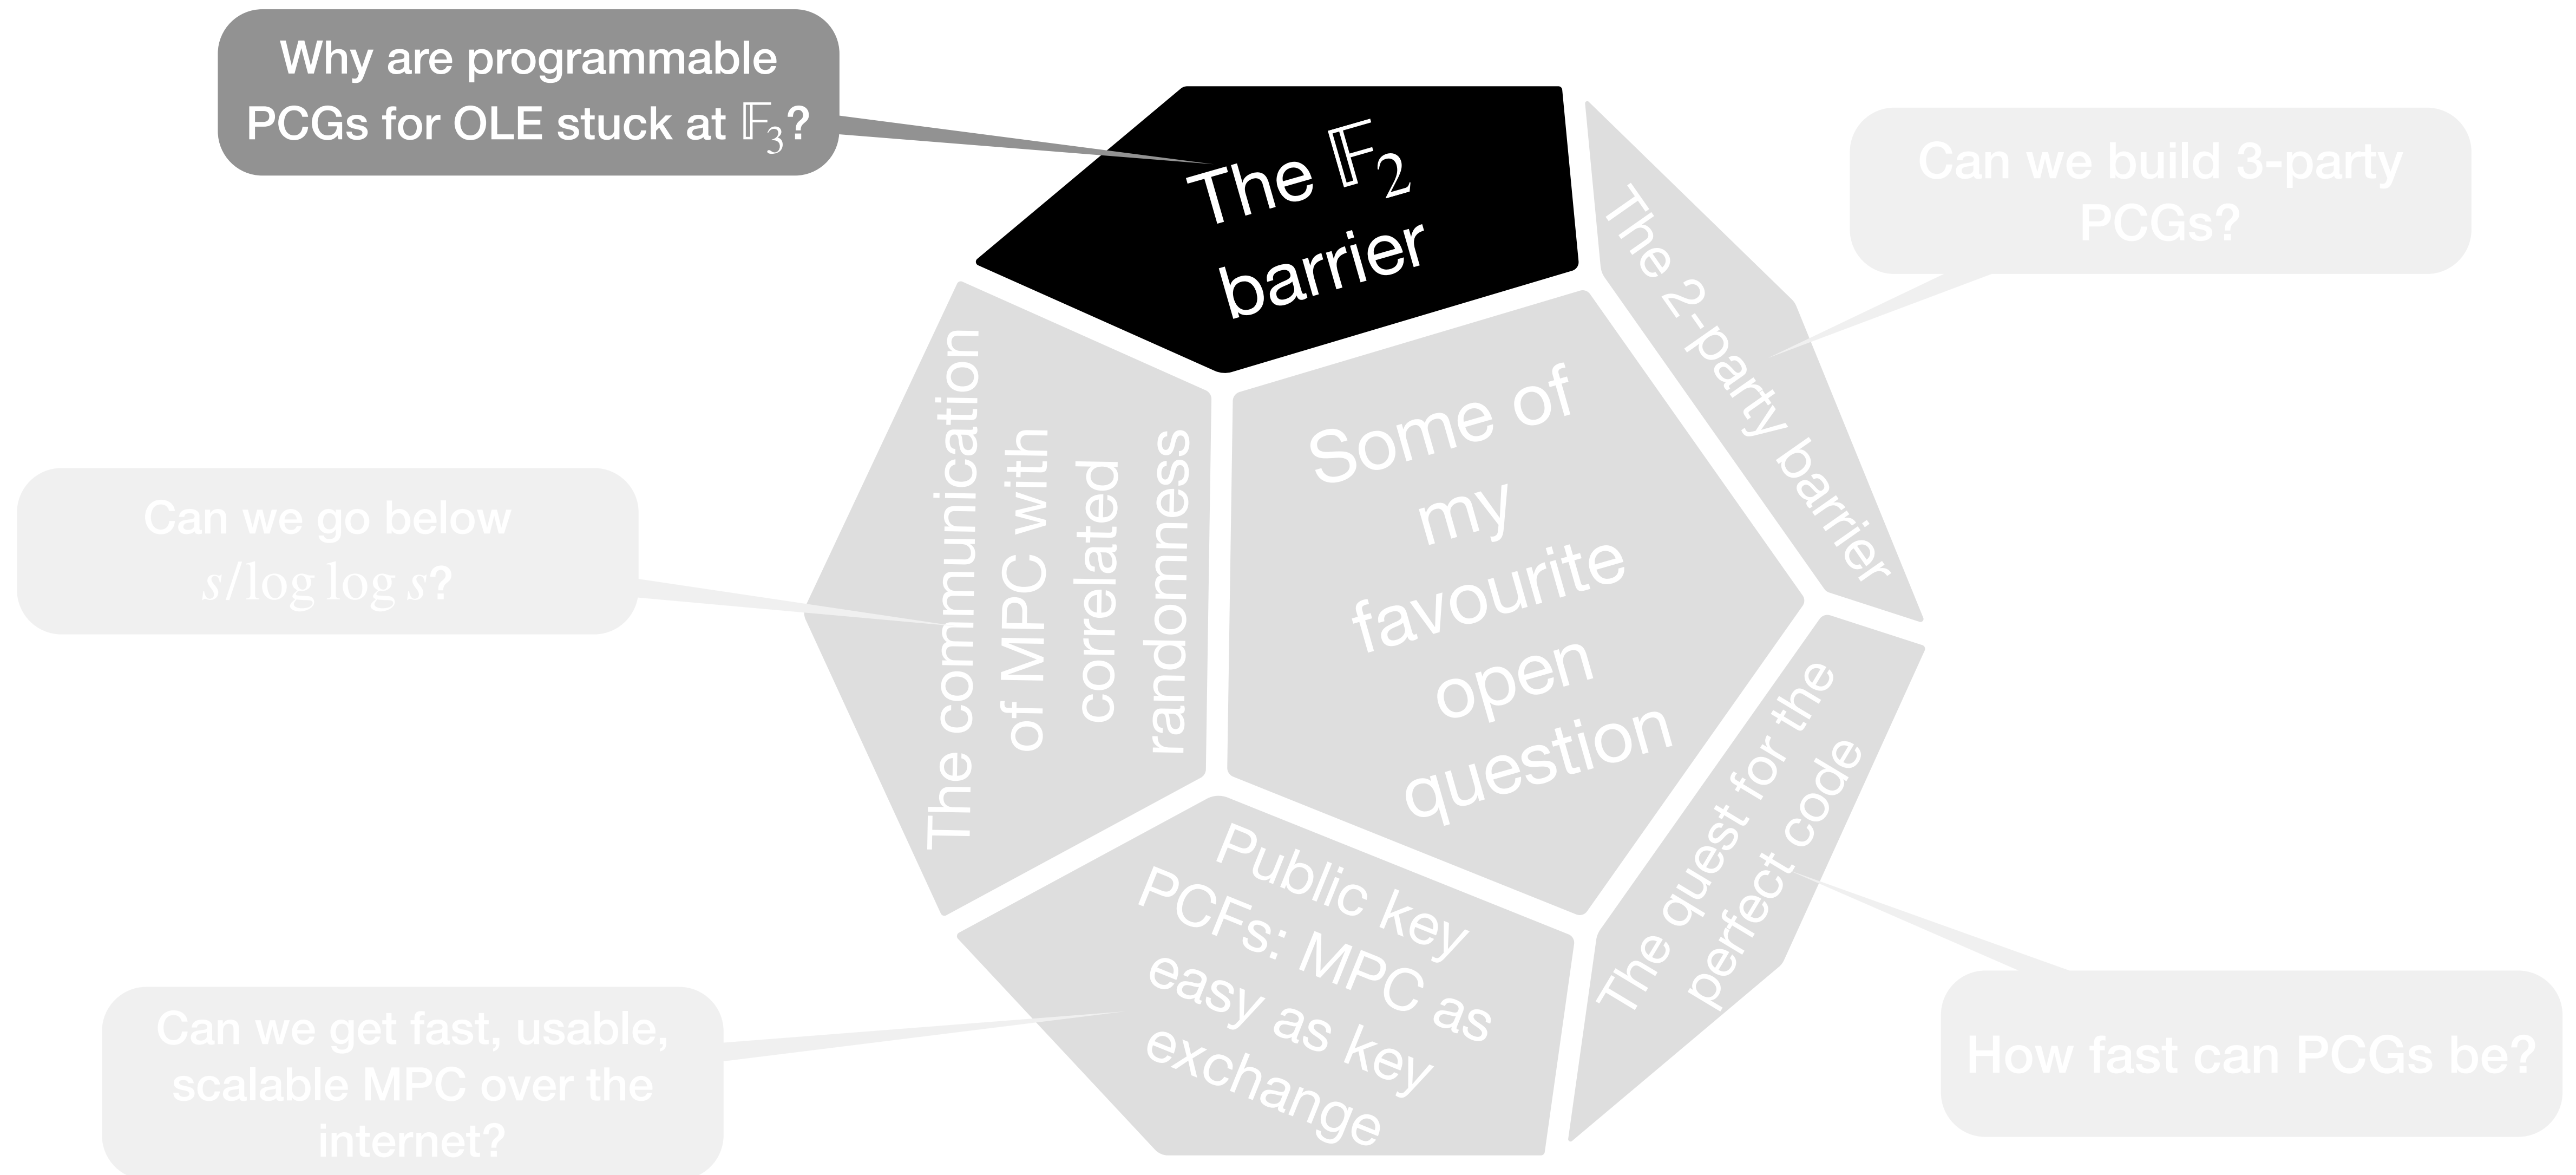 Why are programmable
PCGs for OLE stuck at 𝔽₃?
The 𝔽₂
barrier
Can we build 3-party
PCGs?
The 2-party barrier
Can we go below
s/log log s?
The communication
of MPC with
correlated
randomness
Some of
my
favourite
open
question
The quest for the
perfect code
Public key
PCFs: MPC as
easy as key
exchange
Can we get fast, usable,
scalable MPC over the
internet?
How fast can PCGs be?